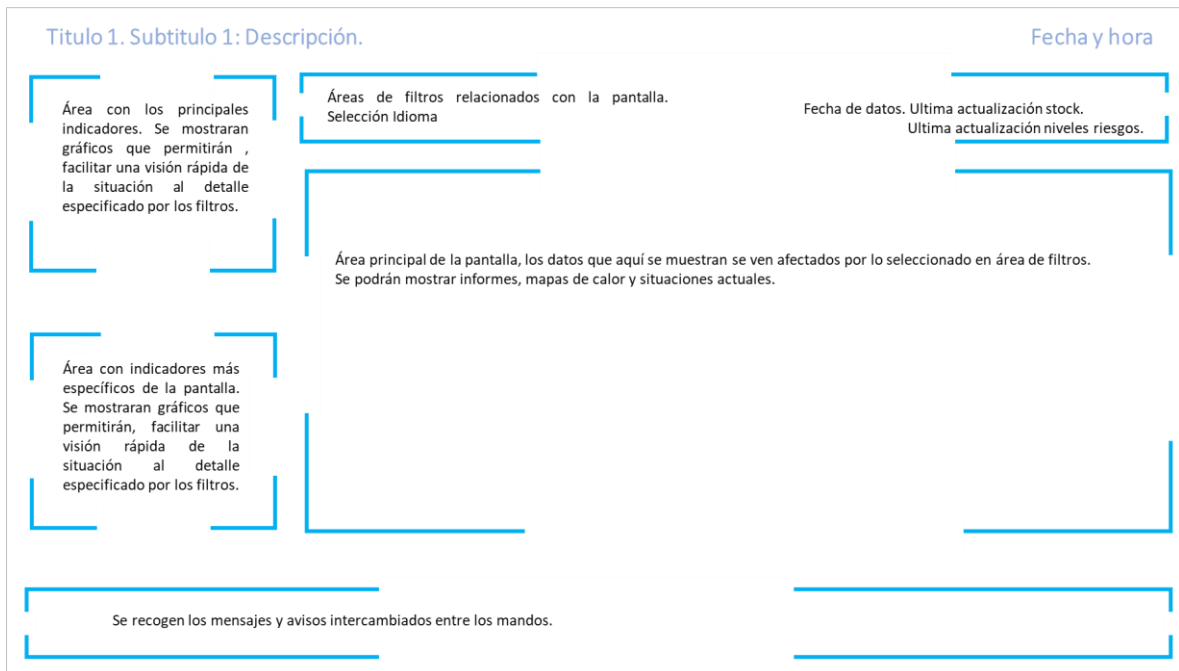 Titulo 1. Subtitulo 1: Descripción.
Fecha y hora
Área con los principales
indicadores. Se mostraran
gráficos que permitirán ,
facilitar una visión rápida de
la situación al detalle
especificado por los filtros.
Áreas de filtros relacionados con la pantalla.
Selección Idioma
Fecha de datos. Ultima actualización stock.
Ultima actualización niveles riesgos.
Área principal de la pantalla, los datos que aquí se muestran se ven afectados por lo seleccionado en área de filtros.
Se podrán mostrar informes, mapas de calor y situaciones actuales.
Área con indicadores más
específicos de la pantalla.
Se mostraran gráficos que
permitirán, facilitar una
visión rápida de la
situación al detalle
especificado por los filtros.
Se recogen los mensajes y avisos intercambiados entre los mandos.